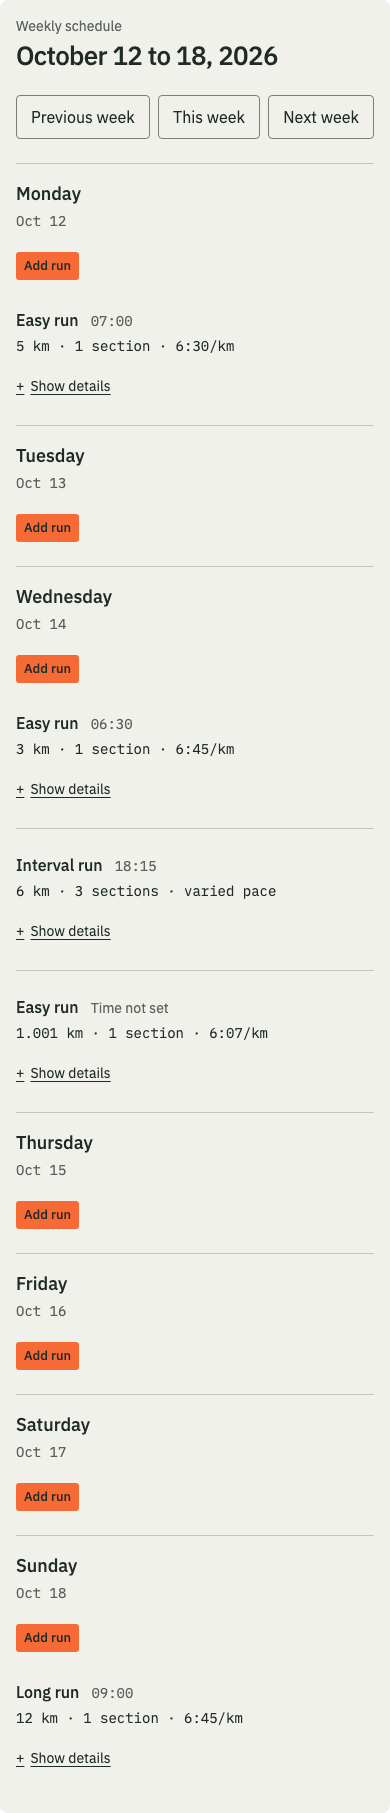 Weekly schedule
October 12 to 18, 2026
Previous week This week Next week
Monday
Oct 12
Add run
Easy run 07:00
5 km · 1 section · 6:30/km
+ Show details
Tuesday
Oct 13
Add run
Wednesday
Oct 14
Add run
Easy run 06:30
3 km · 1 section · 6:45/km
+ Show details
Interval run 18:15
6 km · 3 sections · varied pace
+ Show details
Easy run Time not set
1.001 km · 1 section · 6:07/km
+ Show details
Thursday
Oct 15
Add run
Friday
Oct 16
Add run
Saturday
Oct 17
Add run
Sunday
Oct 18
Add run
Long run 09:00
12 km · 1 section · 6:45/km
+ Show details